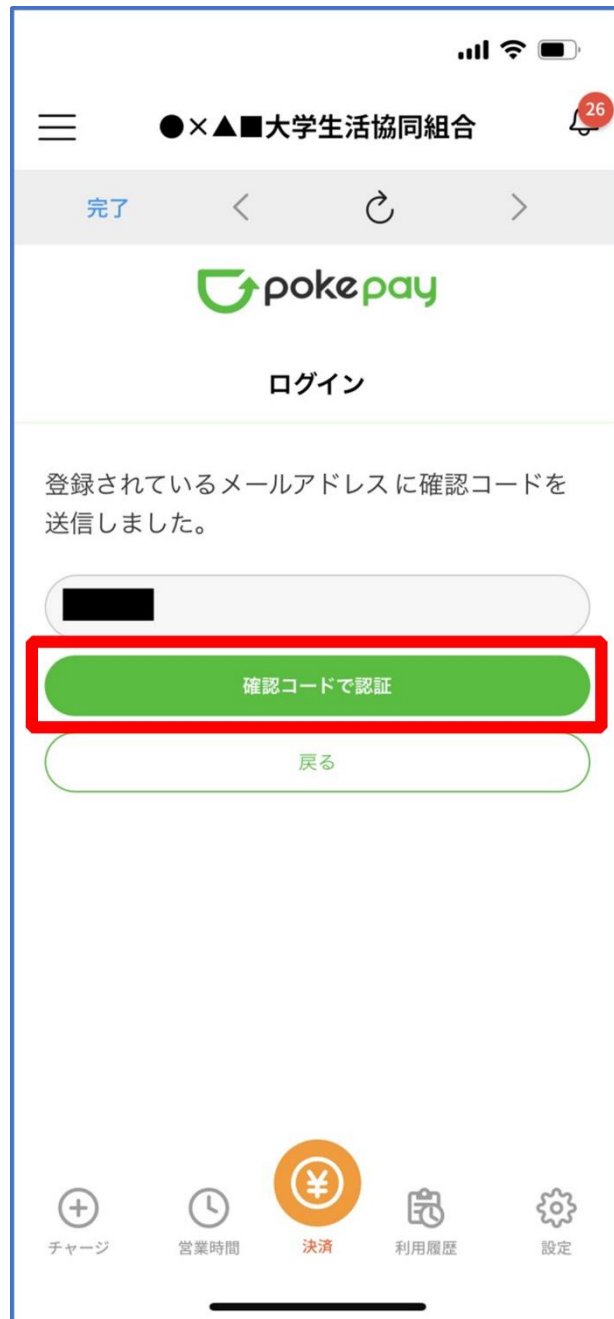 26
●×▲■大学生活協同組合
完了
pokepay
ログイン
登録されているメールアドレスに確認コードを
送信しました。
確認コードで認証
戻る
チャージ 営業時間 決済 利用履歴 設定